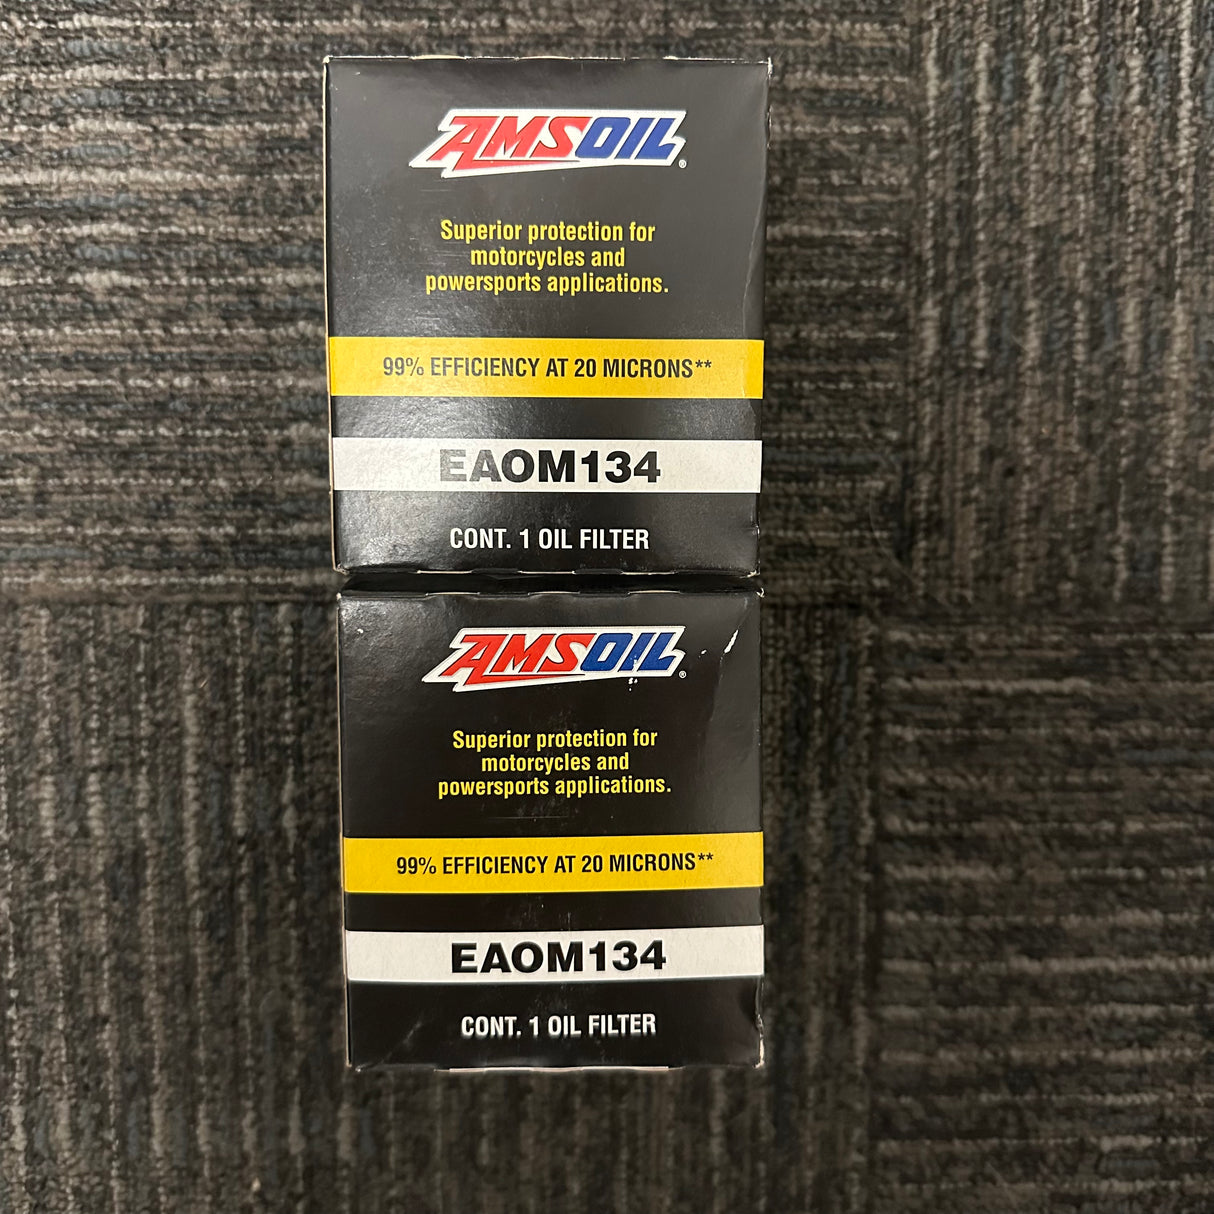 AMSOIL®
Superior protection for
motorcycles and
powersports applications.
99% EFFICIENCY AT 20 MICRONS**
EAOM134
CONT. 1 OIL FILTER
AMSOIL®
Superior protection for
motorcycles and
powersports applications.
99% EFFICIENCY AT 20 MICRONS**
EAOM134
CONT. 1 OIL FILTER